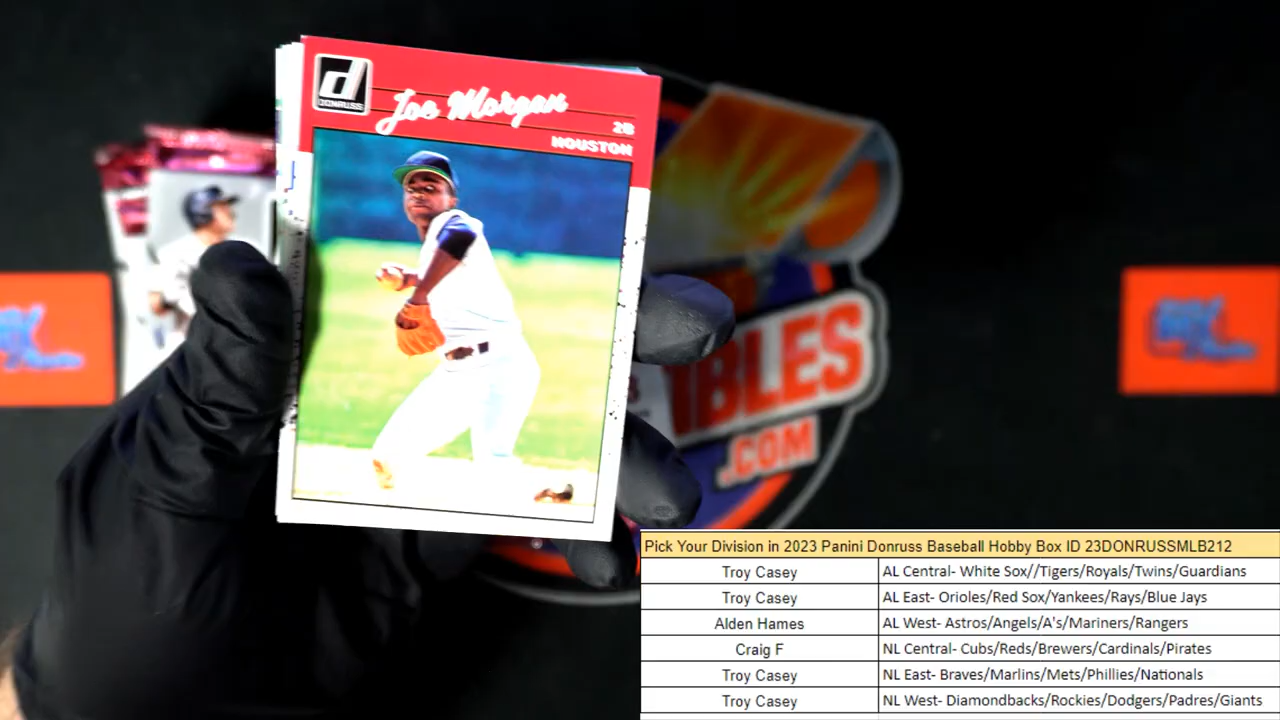 d
DONRUSS
Joe Morgan
2B
HOUSTON
IBLES
.COM
Pick Your Division in 2023 Panini Donruss Baseball Hobby Box ID 23DONRUSSMLB212
Troy Casey AL Central- White Sox//Tigers/Royals/Twins/Guardians
Troy Casey AL East- Orioles/Red Sox/Yankees/Rays/Blue Jays
Alden Hames AL West- Astros/Angels/A's/Mariners/Rangers
Craig F NL Central- Cubs/Reds/Brewers/Cardinals/Pirates
Troy Casey NL East- Braves/Marlins/Mets/Phillies/Nationals
Troy Casey NL West- Diamondbacks/Rockies/Dodgers/Padres/Giants